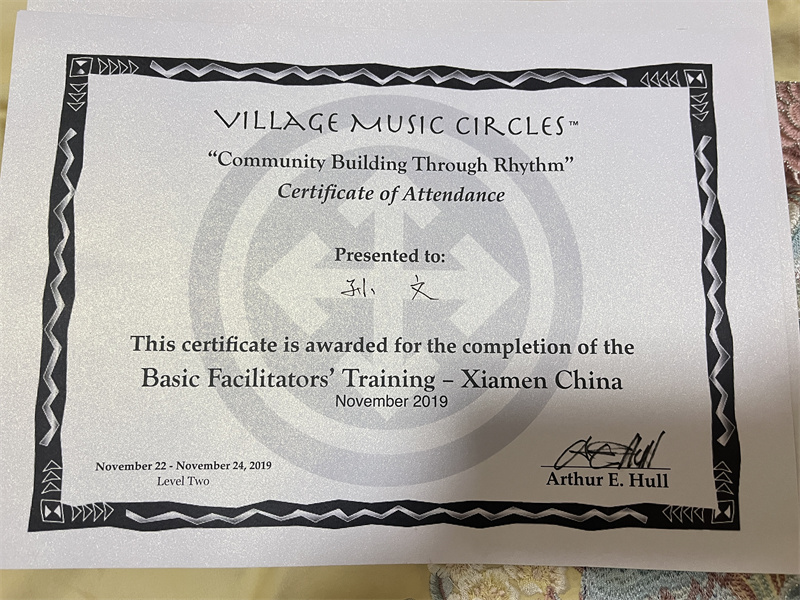 VILLAGE MUSIC CIRCLES™
“Community Building Through Rhythm”
Certificate of Attendance
Presented to:
孙 文
This certificate is awarded for the completion of the
Basic Facilitators’ Training – Xiamen China
November 2019
November 22 - November 24, 2019
Level Two
Arthur E. Hull